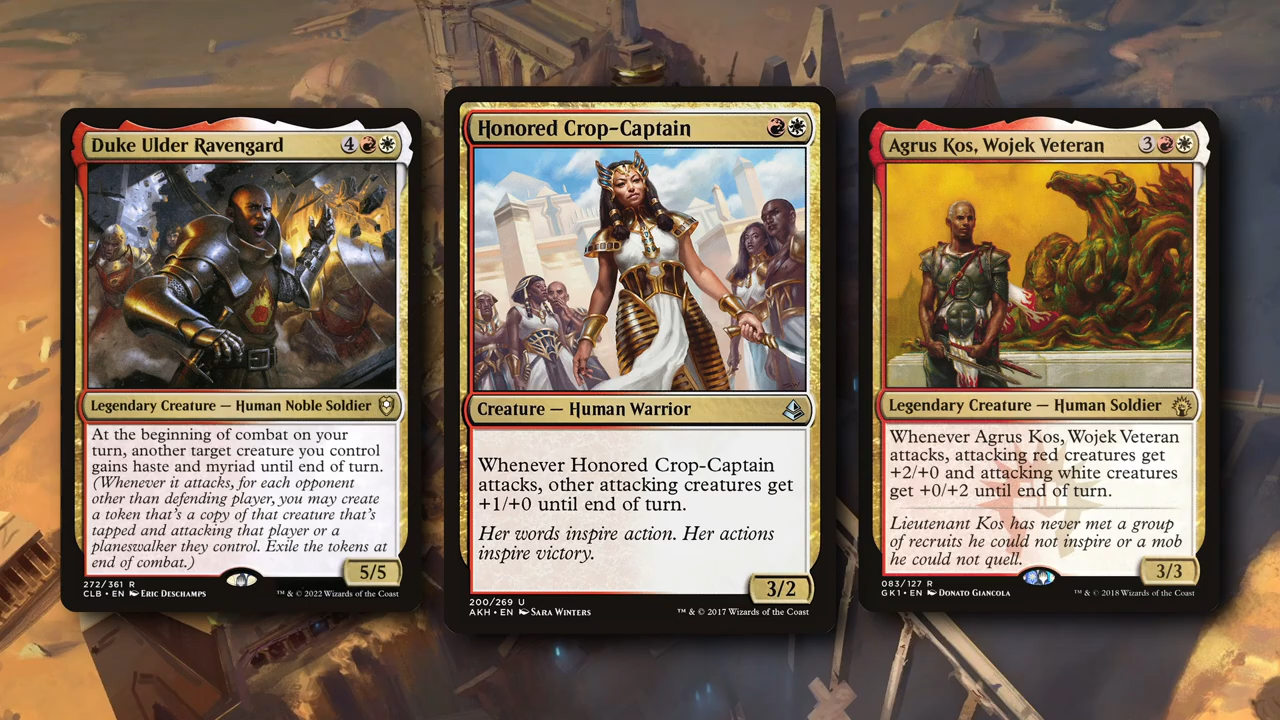 Duke Ulder Ravengard
4
Legendary Creature — Human Noble Soldier
At the beginning of combat on your
turn, another target creature you control
gains haste and myriad until end of turn.
(Whenever it attacks, for each opponent
other than defending player, you may create
a token that's a copy of that creature that's
tapped and attacking that player or a
planeswalker they control. Exile the tokens at
end of combat.)
5/5
272/361 R
CLB • EN Eric Deschamps
™ & © 2022 Wizards of the Coast
Honored Crop-Captain
Creature — Human Warrior
Whenever Honored Crop-Captain
attacks, other attacking creatures get
+1/+0 until end of turn.
Her words inspire action. Her actions
inspire victory.
3/2
200/269 U
AKH • EN Sara Winters
™ & © 2017 Wizards of the Coast
Agrus Kos, Wojek Veteran
3
Legendary Creature — Human Soldier
Whenever Agrus Kos, Wojek Veteran
attacks, attacking red creatures get
+2/+0 and attacking white creatures
get +0/+2 until end of turn.
Lieutenant Kos has never met a group
of recruits he could not inspire or a mob
he could not quell.
3/3
083/127 R
GK1 • EN Donato Giancola
™ & © 2018 Wizards of the Coast